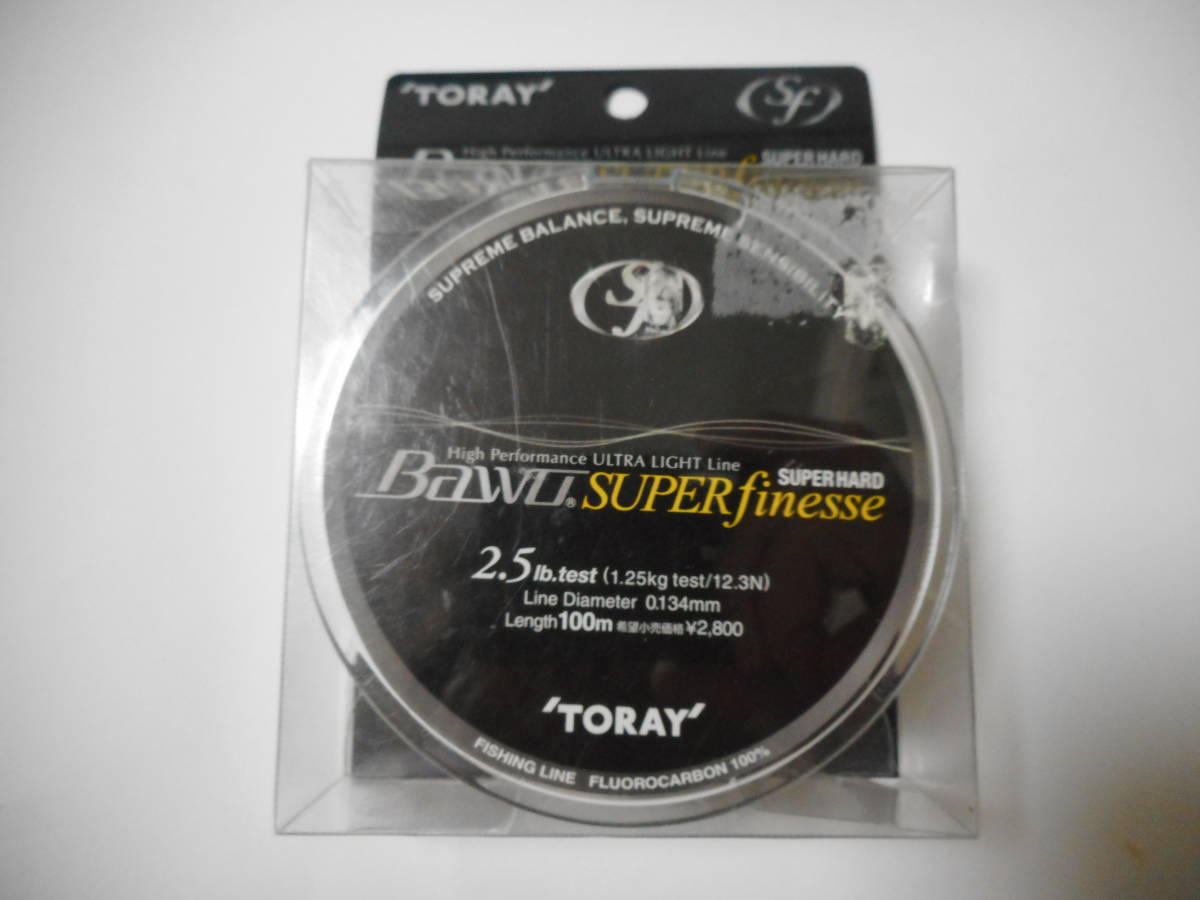 'TORAY'
Sf
High Performance ULTRA LIGHT Line
SUPER HARD
finesse
SUPREME BALANCE, SUPREME SENSIBILITY
Sf
High Performance ULTRA LIGHT Line
SUPER HARD
BaWo® SUPER finesse
2.5 lb.test (1.25kg test/12.3N)
Line Diameter 0.134mm
Length 100m 希望小売価格 ¥2,800
'TORAY'
FISHING LINE FLUOROCARBON 100%